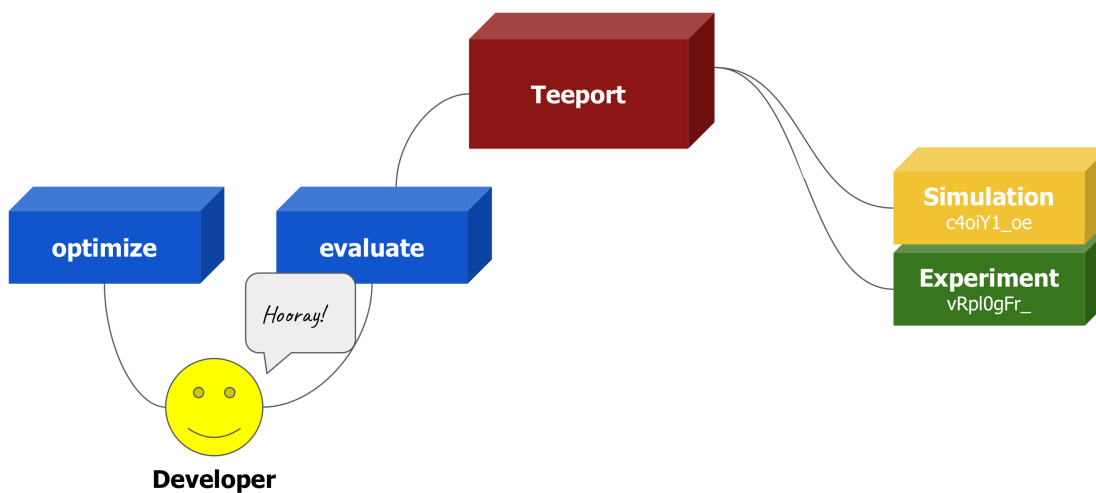 Teeport
Simulation
c4oiY1_oe
optimize
evaluate
Experiment
vRpl0gFr_
Hooray!
Developer